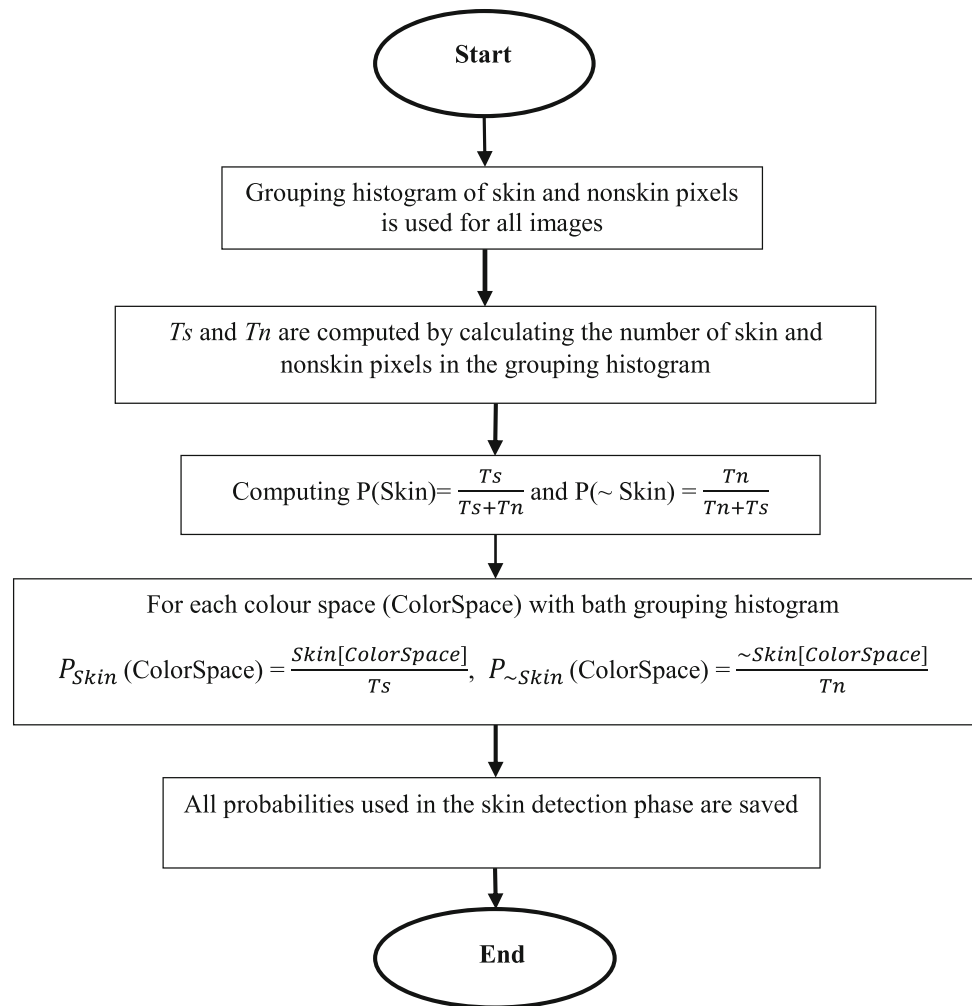 Start
Grouping histogram of skin and nonskin pixels
is used for all images
Ts and Tn are computed by calculating the number of skin and
nonskin pixels in the grouping histogram
Computing P(Skin)= Ts/(Ts+Tn) and P(~ Skin) = Tn/(Tn+Ts)
For each colour space (ColorSpace) with bath grouping histogram
P_Skin (ColorSpace) = Skin[ColorSpace]/Ts, P_~Skin (ColorSpace) = ~Skin[ColorSpace]/Tn
All probabilities used in the skin detection phase are saved
End